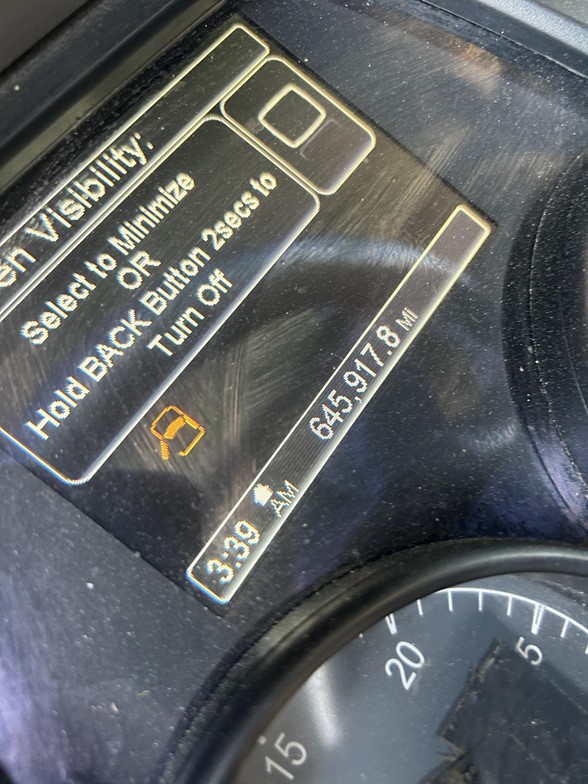 en Visibility:
Select to Minimize
OR
Hold BACK Button 2secs to
Turn Off
3:39 AM
645,917.8 MI
20
5
15